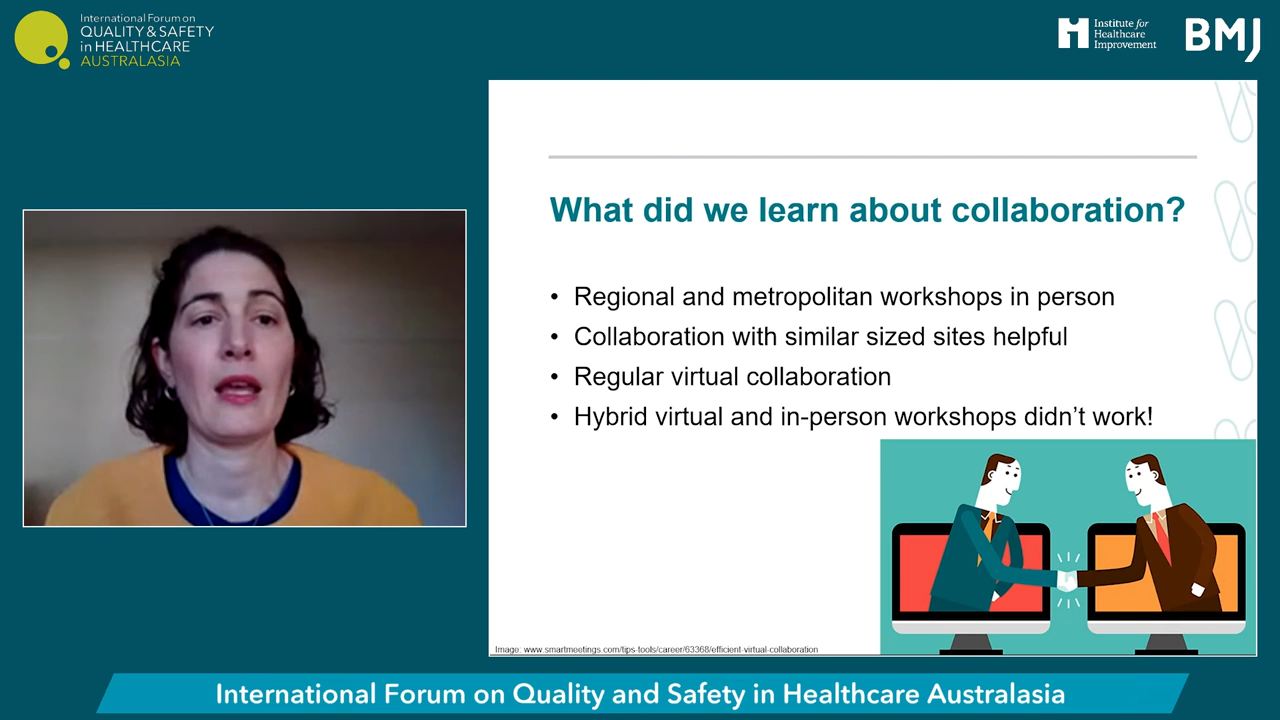 International Forum on
QUALITY & SAFETY
in HEALTHCARE
AUSTRALASIA
Institute for
Healthcare
Improvement
BMJ
What did we learn about collaboration?
• Regional and metropolitan workshops in person
• Collaboration with similar sized sites helpful
• Regular virtual collaboration
• Hybrid virtual and in-person workshops didn’t work!
Image: www.smartmeetings.com/tips-tools/career/63368/efficient-virtual-collaboration
International Forum on Quality and Safety in Healthcare Australasia